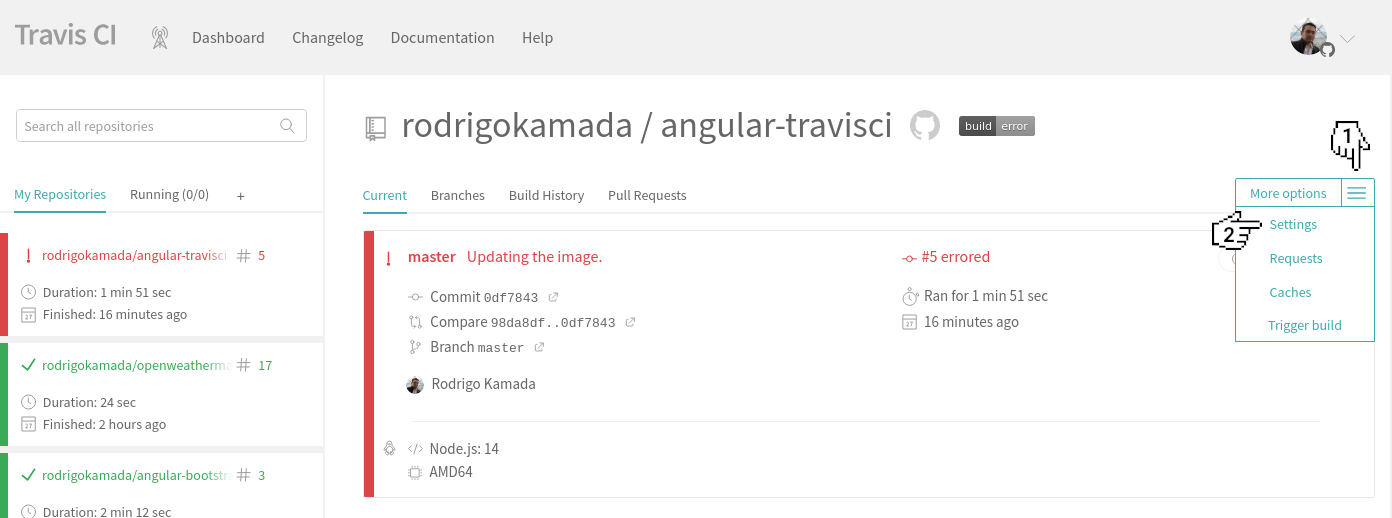 Travis CI
Dashboard Changelog Documentation Help
Search all repositories
My Repositories Running (0/0) +
rodrigokamada/angular-travisci # 5
Duration: 1 min 51 sec
27 Finished: 16 minutes ago
rodrigokamada/openweatherma # 17
Duration: 24 sec
27 Finished: 2 hours ago
rodrigokamada/angular-bootstr # 3
Duration: 2 min 12 sec
rodrigokamada / angular-travisci build error
1
Current Branches Build History Pull Requests
More options
2 Settings
Requests
Caches
Trigger build
! master Updating the image.
Commit 0df7843
Compare 98da8df..0df7843
Branch master
Rodrigo Kamada
#5 errored
Ran for 1 min 51 sec
27 16 minutes ago
</> Node.js: 14
AMD64